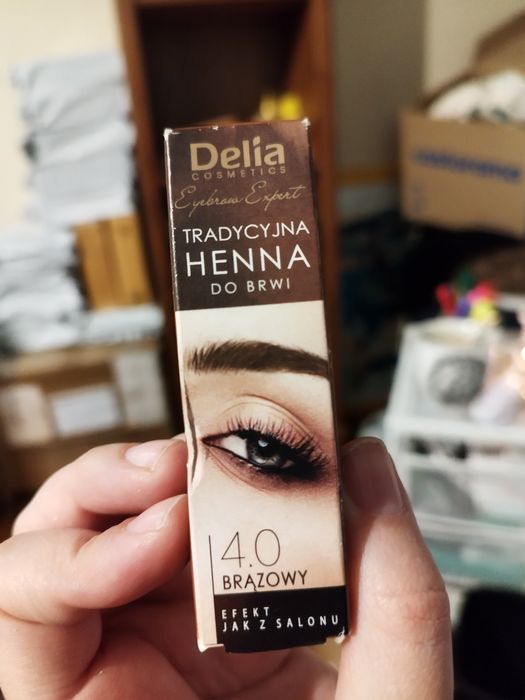 Delia
COSMETICS
Eyebrow Expert
TRADYCYJNA
HENNA
DO BRWI
4.0
BRĄZOWY
EFEKT
JAK Z SALONU